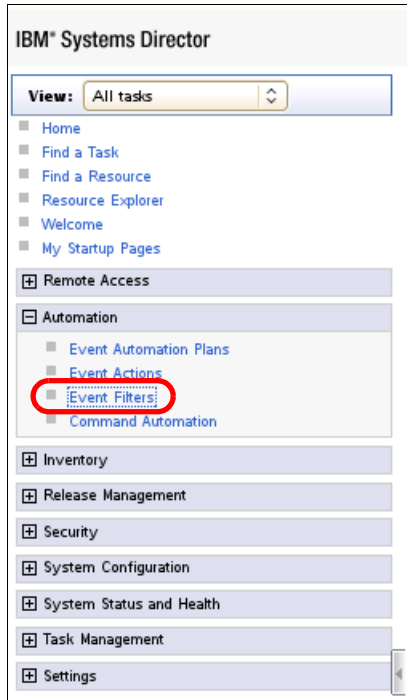 IBM® Systems Director
View: All tasks
Home
Find a Task
Find a Resource
Resource Explorer
Welcome
My Startup Pages
Remote Access
Automation
Event Automation Plans
Event Actions
Event Filters
Command Automation
Inventory
Release Management
Security
System Configuration
System Status and Health
Task Management
Settings